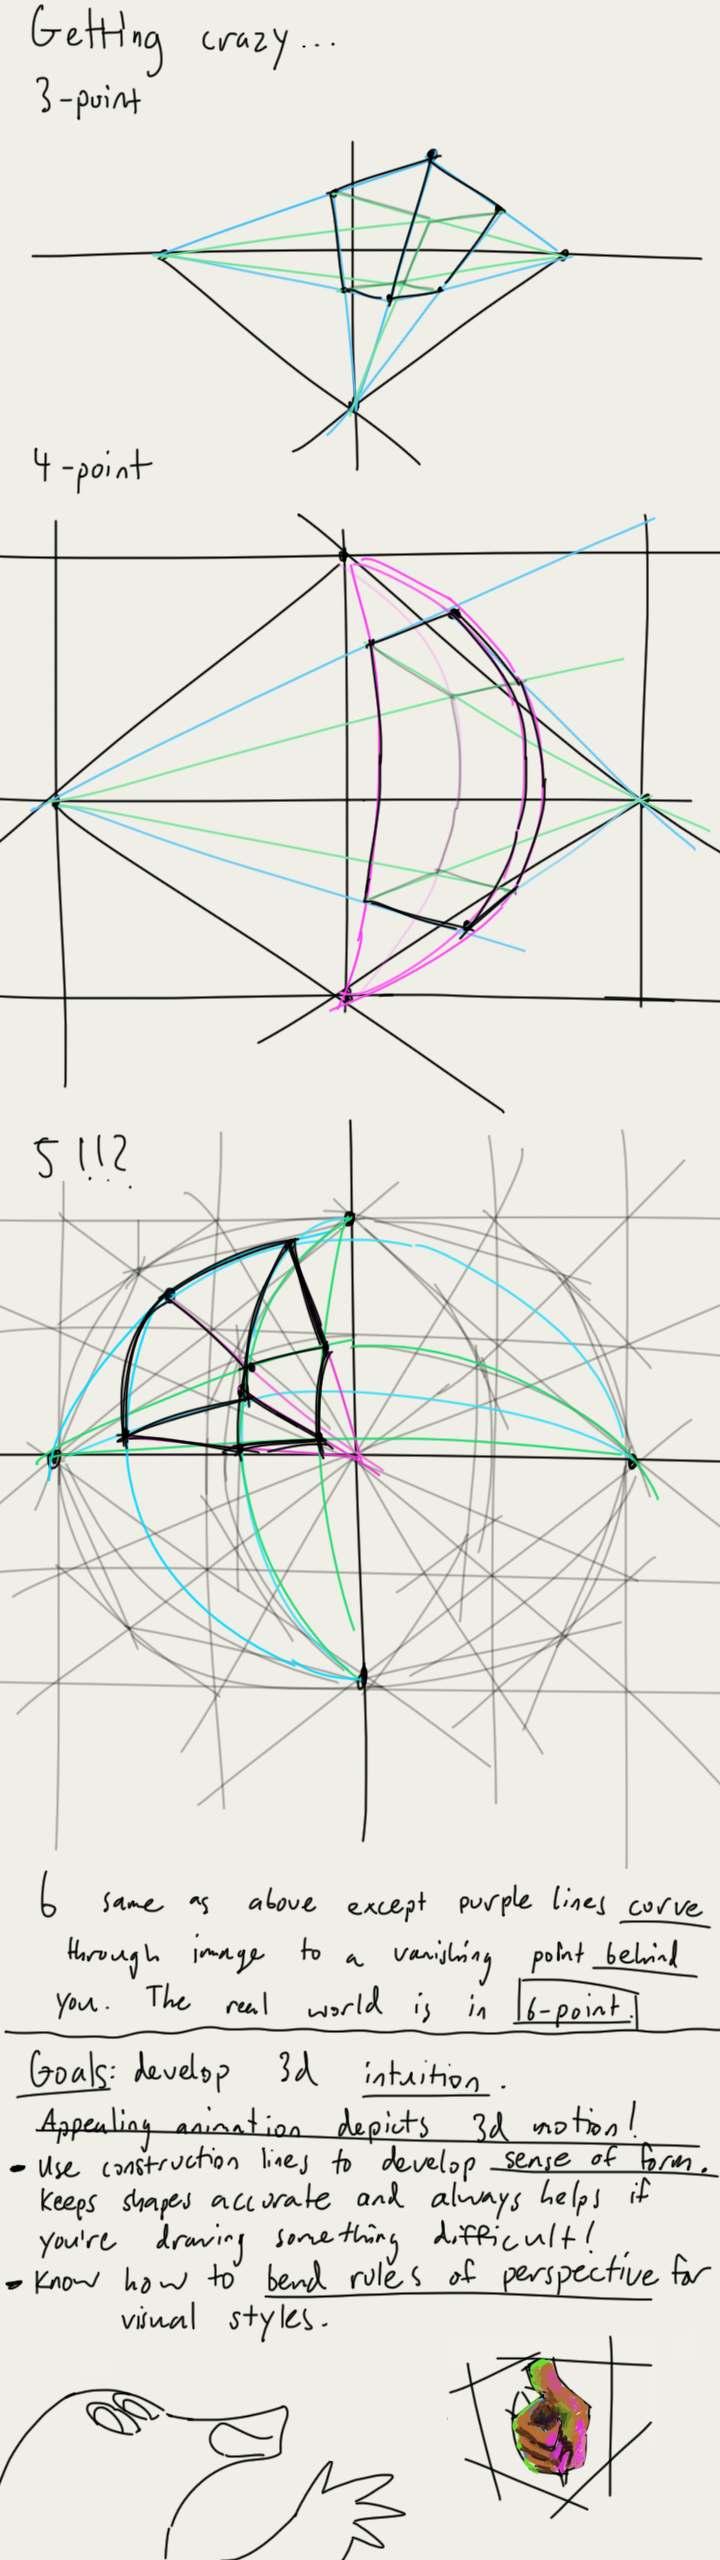 Getting crazy...
3-point
4-point
5!!?
6 same as above except purple lines curve
through image to a vanishing point behind
you. The real world is in 6-point.
Goals: develop 3d intuition.
Appealing animation depicts 3d motion!
- Use construction lines to develop sense of form.
Keeps shapes accurate and always helps if
you're drawing something difficult!
- Know how to bend rules of perspective for
visual styles.